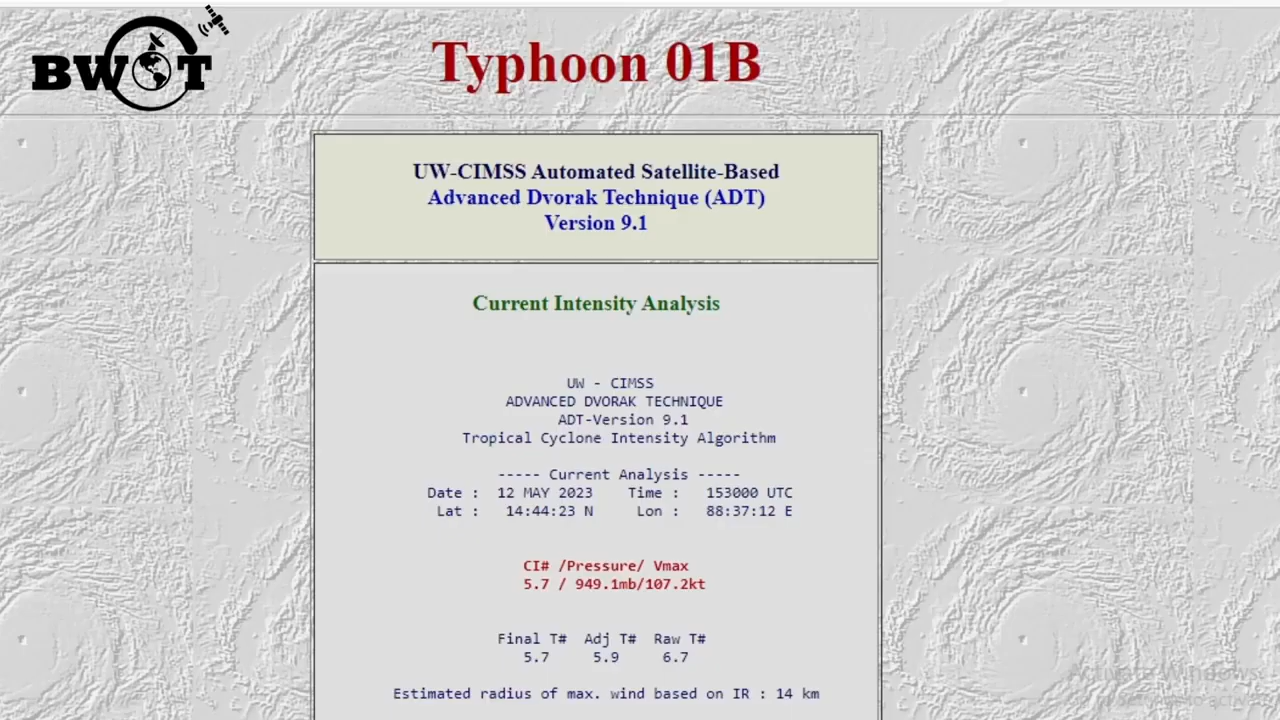 BWOT
Typhoon 01B
UW-CIMSS Automated Satellite-Based
Advanced Dvorak Technique (ADT)
Version 9.1
Current Intensity Analysis
UW - CIMSS
ADVANCED DVORAK TECHNIQUE
ADT-Version 9.1
Tropical Cyclone Intensity Algorithm
----- Current Analysis -----
Date : 12 MAY 2023 Time : 153000 UTC
Lat : 14:44:23 N Lon : 88:37:12 E
CI# /Pressure/ Vmax
5.7 / 949.1mb/107.2kt
Final T# Adj T# Raw T#
5.7 5.9 6.7
Estimated radius of max. wind based on IR : 14 km
Activate Windows